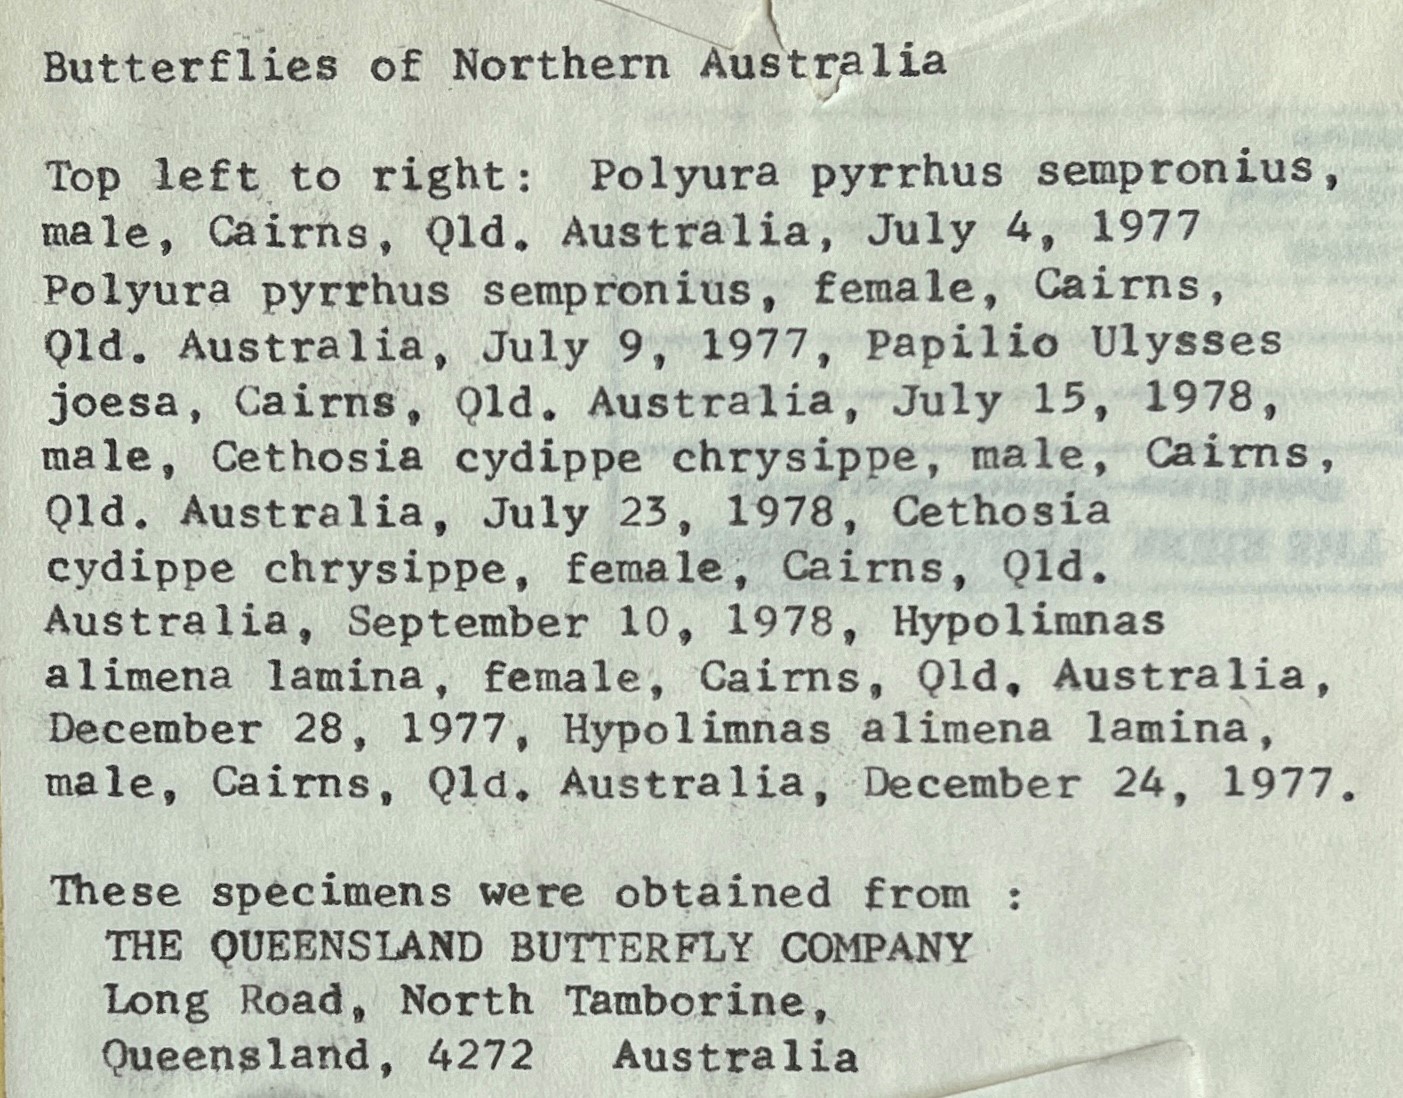 Butterflies of Northern Australia
Top left to right: Polyura pyrrhus sempronius,
male, Cairns, Qld. Australia, July 4, 1977
Polyura pyrrhus sempronius, female, Cairns,
Qld. Australia, July 9, 1977, Papilio Ulysses
joesa, Cairns, Qld. Australia, July 15, 1978,
male, Cethosia cydippe chrysippe, male, Cairns,
Qld. Australia, July 23, 1978, Cethosia
cydippe chrysippe, female, Cairns, Qld.
Australia, September 10, 1978, Hypolimnas
alimena lamina, female, Cairns, Qld. Australia,
December 28, 1977, Hypolimnas alimena lamina,
male, Cairns, Qld. Australia, December 24, 1977.
These specimens were obtained from :
THE QUEENSLAND BUTTERFLY COMPANY
Long Road, North Tamborine,
Queensland, 4272 Australia